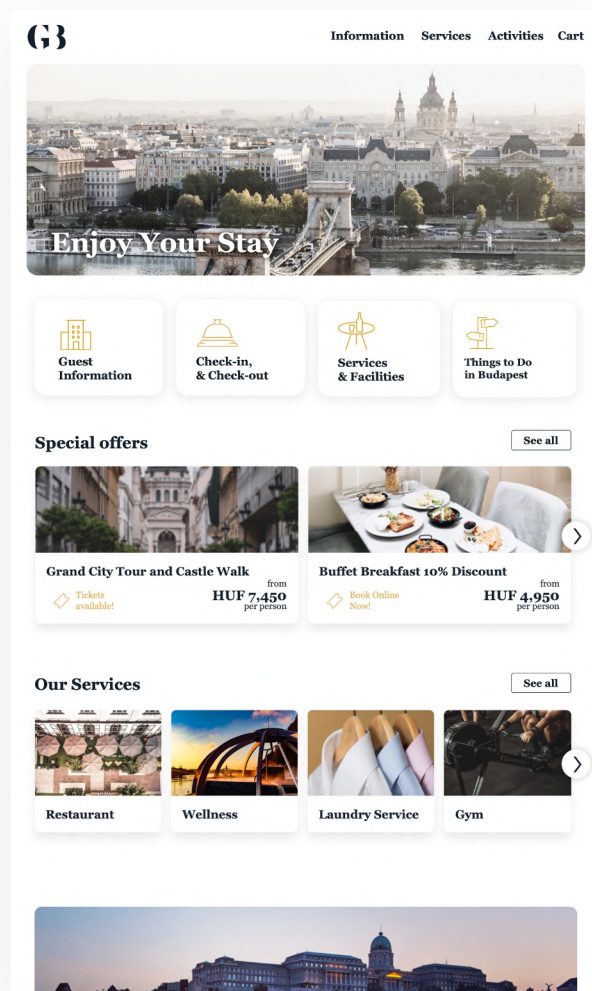 GB
Information Services Activities Cart
Enjoy Your Stay
Guest
Information
Check-in,
& Check-out
Services
& Facilities
Things to Do
in Budapest
Special offers
See all
Grand City Tour and Castle Walk
Tickets
available!
from
HUF 7,450
per person
Buffet Breakfast 10% Discount
Book Online
Now!
from
HUF 4,950
per person
Our Services
See all
Restaurant
Wellness
Laundry Service
Gym